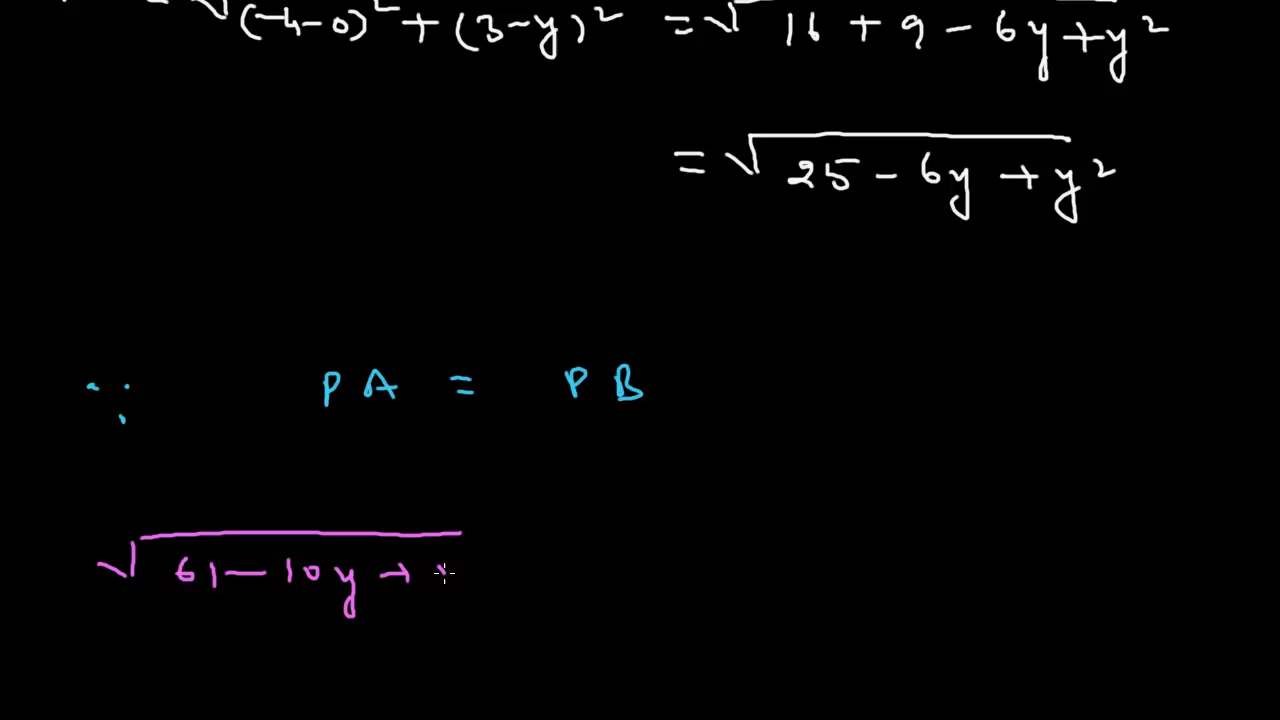 √(-4-0)² + (3-y)² = √16 + 9 - 6y + y²
= √25 - 6y + y²
∵ PA = PB
√61 - 10y +